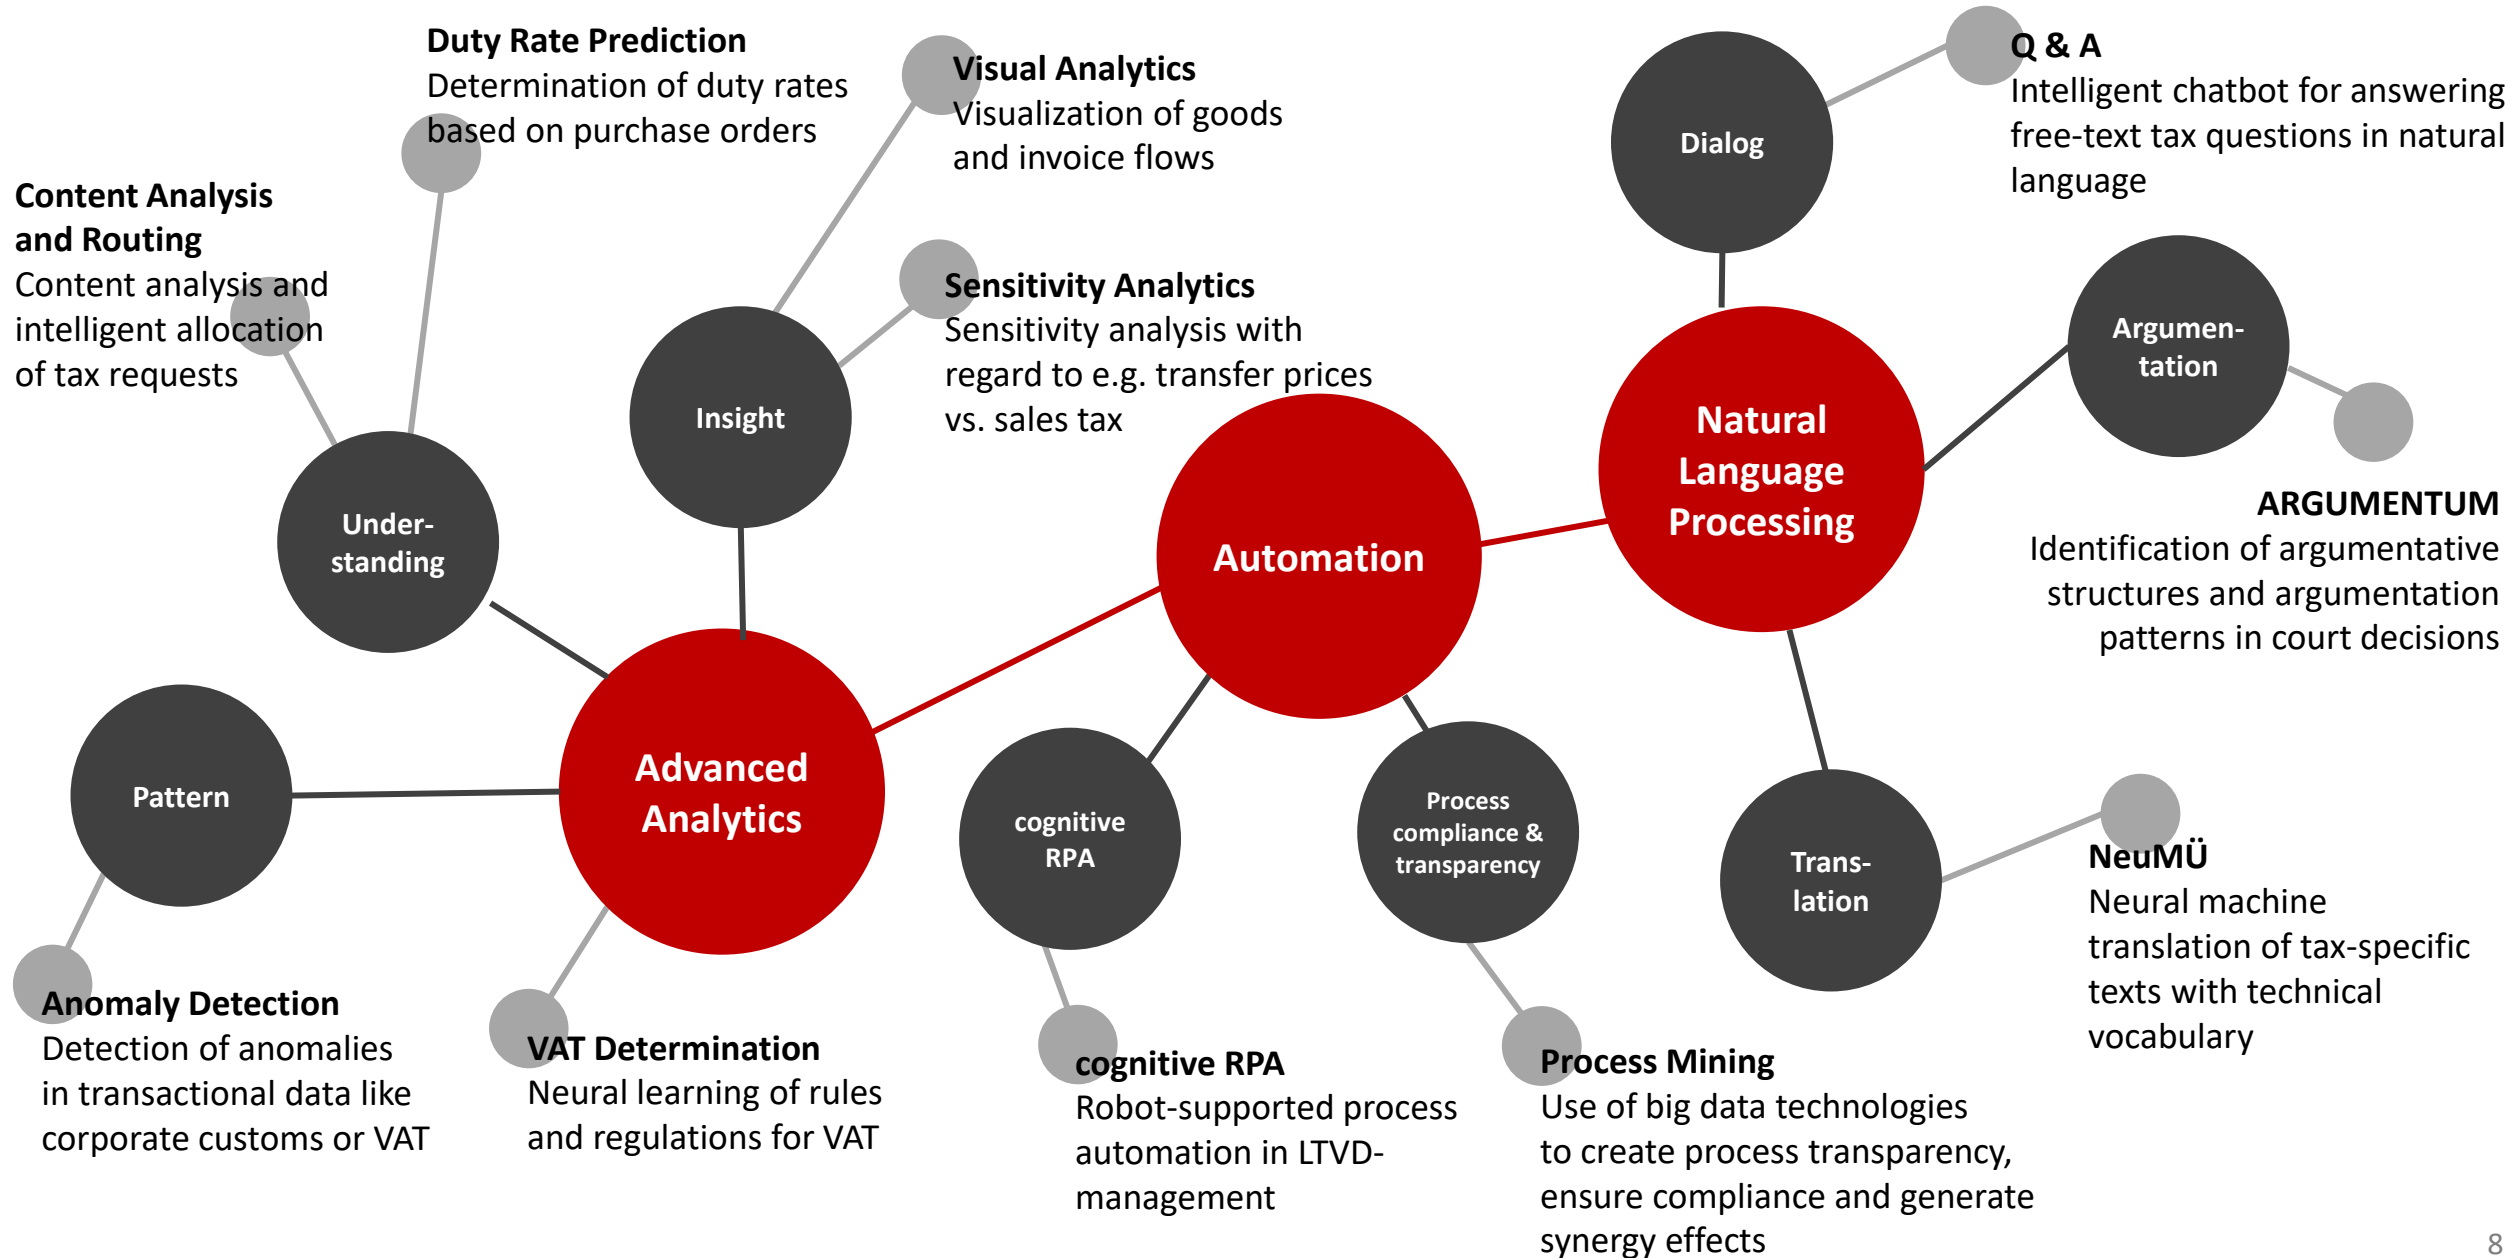 Duty Rate Prediction
Determination of duty rates
based on purchase orders
Visual Analytics
Visualization of goods
and invoice flows
Q & A
Intelligent chatbot for answering
free-text tax questions in natural
language
Dialog
Content Analysis
and Routing
Content analysis and
intelligent allocation
of tax requests
Sensitivity Analytics
Sensitivity analysis with
regard to e.g. transfer prices
vs. sales tax
Argumen-
tation
Insight
Natural
Language
Processing
Under-
standing
Automation
ARGUMENTUM
Identification of argumentative
structures and argumentation
patterns in court decisions
Pattern
Advanced
Analytics
cognitive
RPA
Process
compliance &
transparency
Trans-
lation
NeuMÜ
Neural machine
translation of tax-specific
texts with technical
vocabulary
Anomaly Detection
Detection of anomalies
in transactional data like
corporate customs or VAT
VAT Determination
Neural learning of rules
and regulations for VAT
cognitive RPA
Robot-supported process
automation in LTVD-
management
Process Mining
Use of big data technologies
to create process transparency,
ensure compliance and generate
synergy effects
8